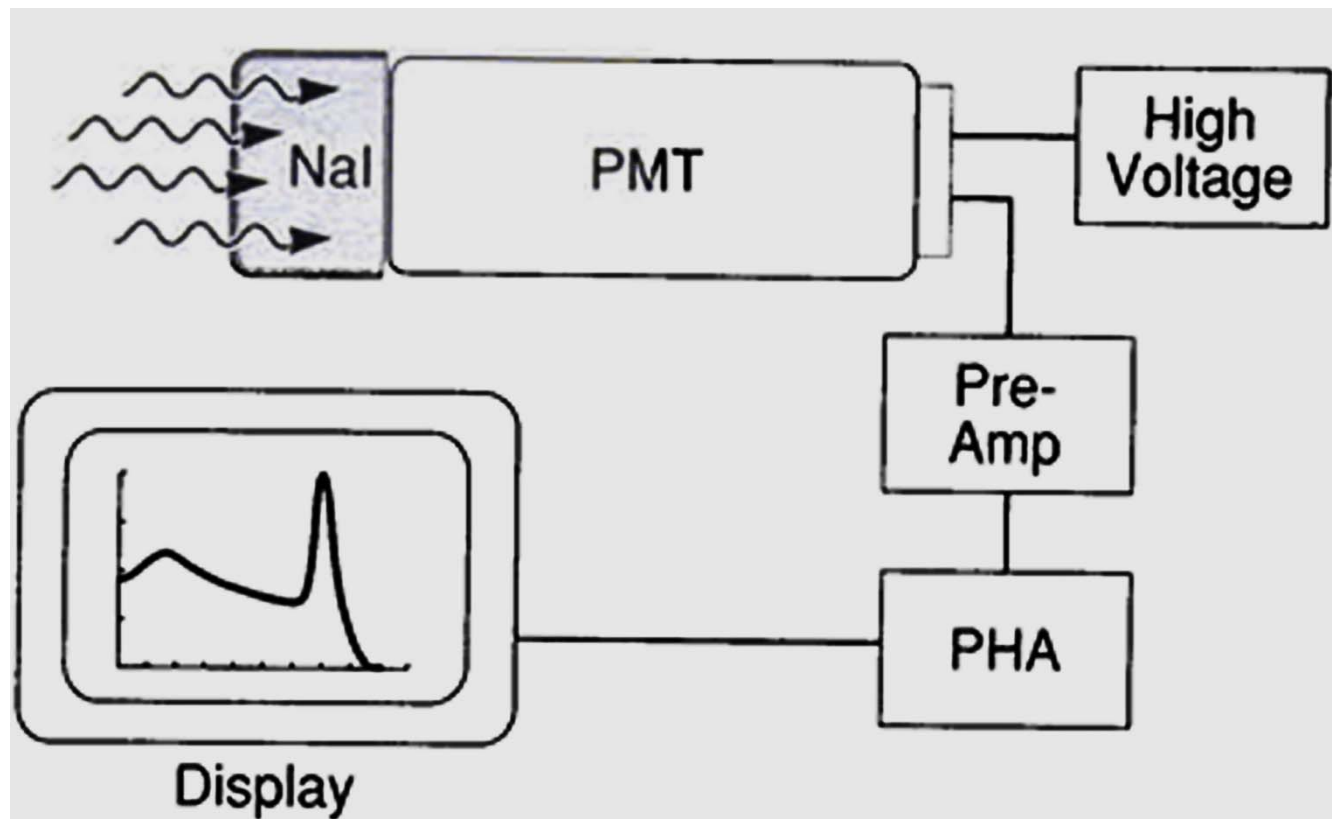 NaI
PMT
High
Voltage
Pre-
Amp
PHA
Display